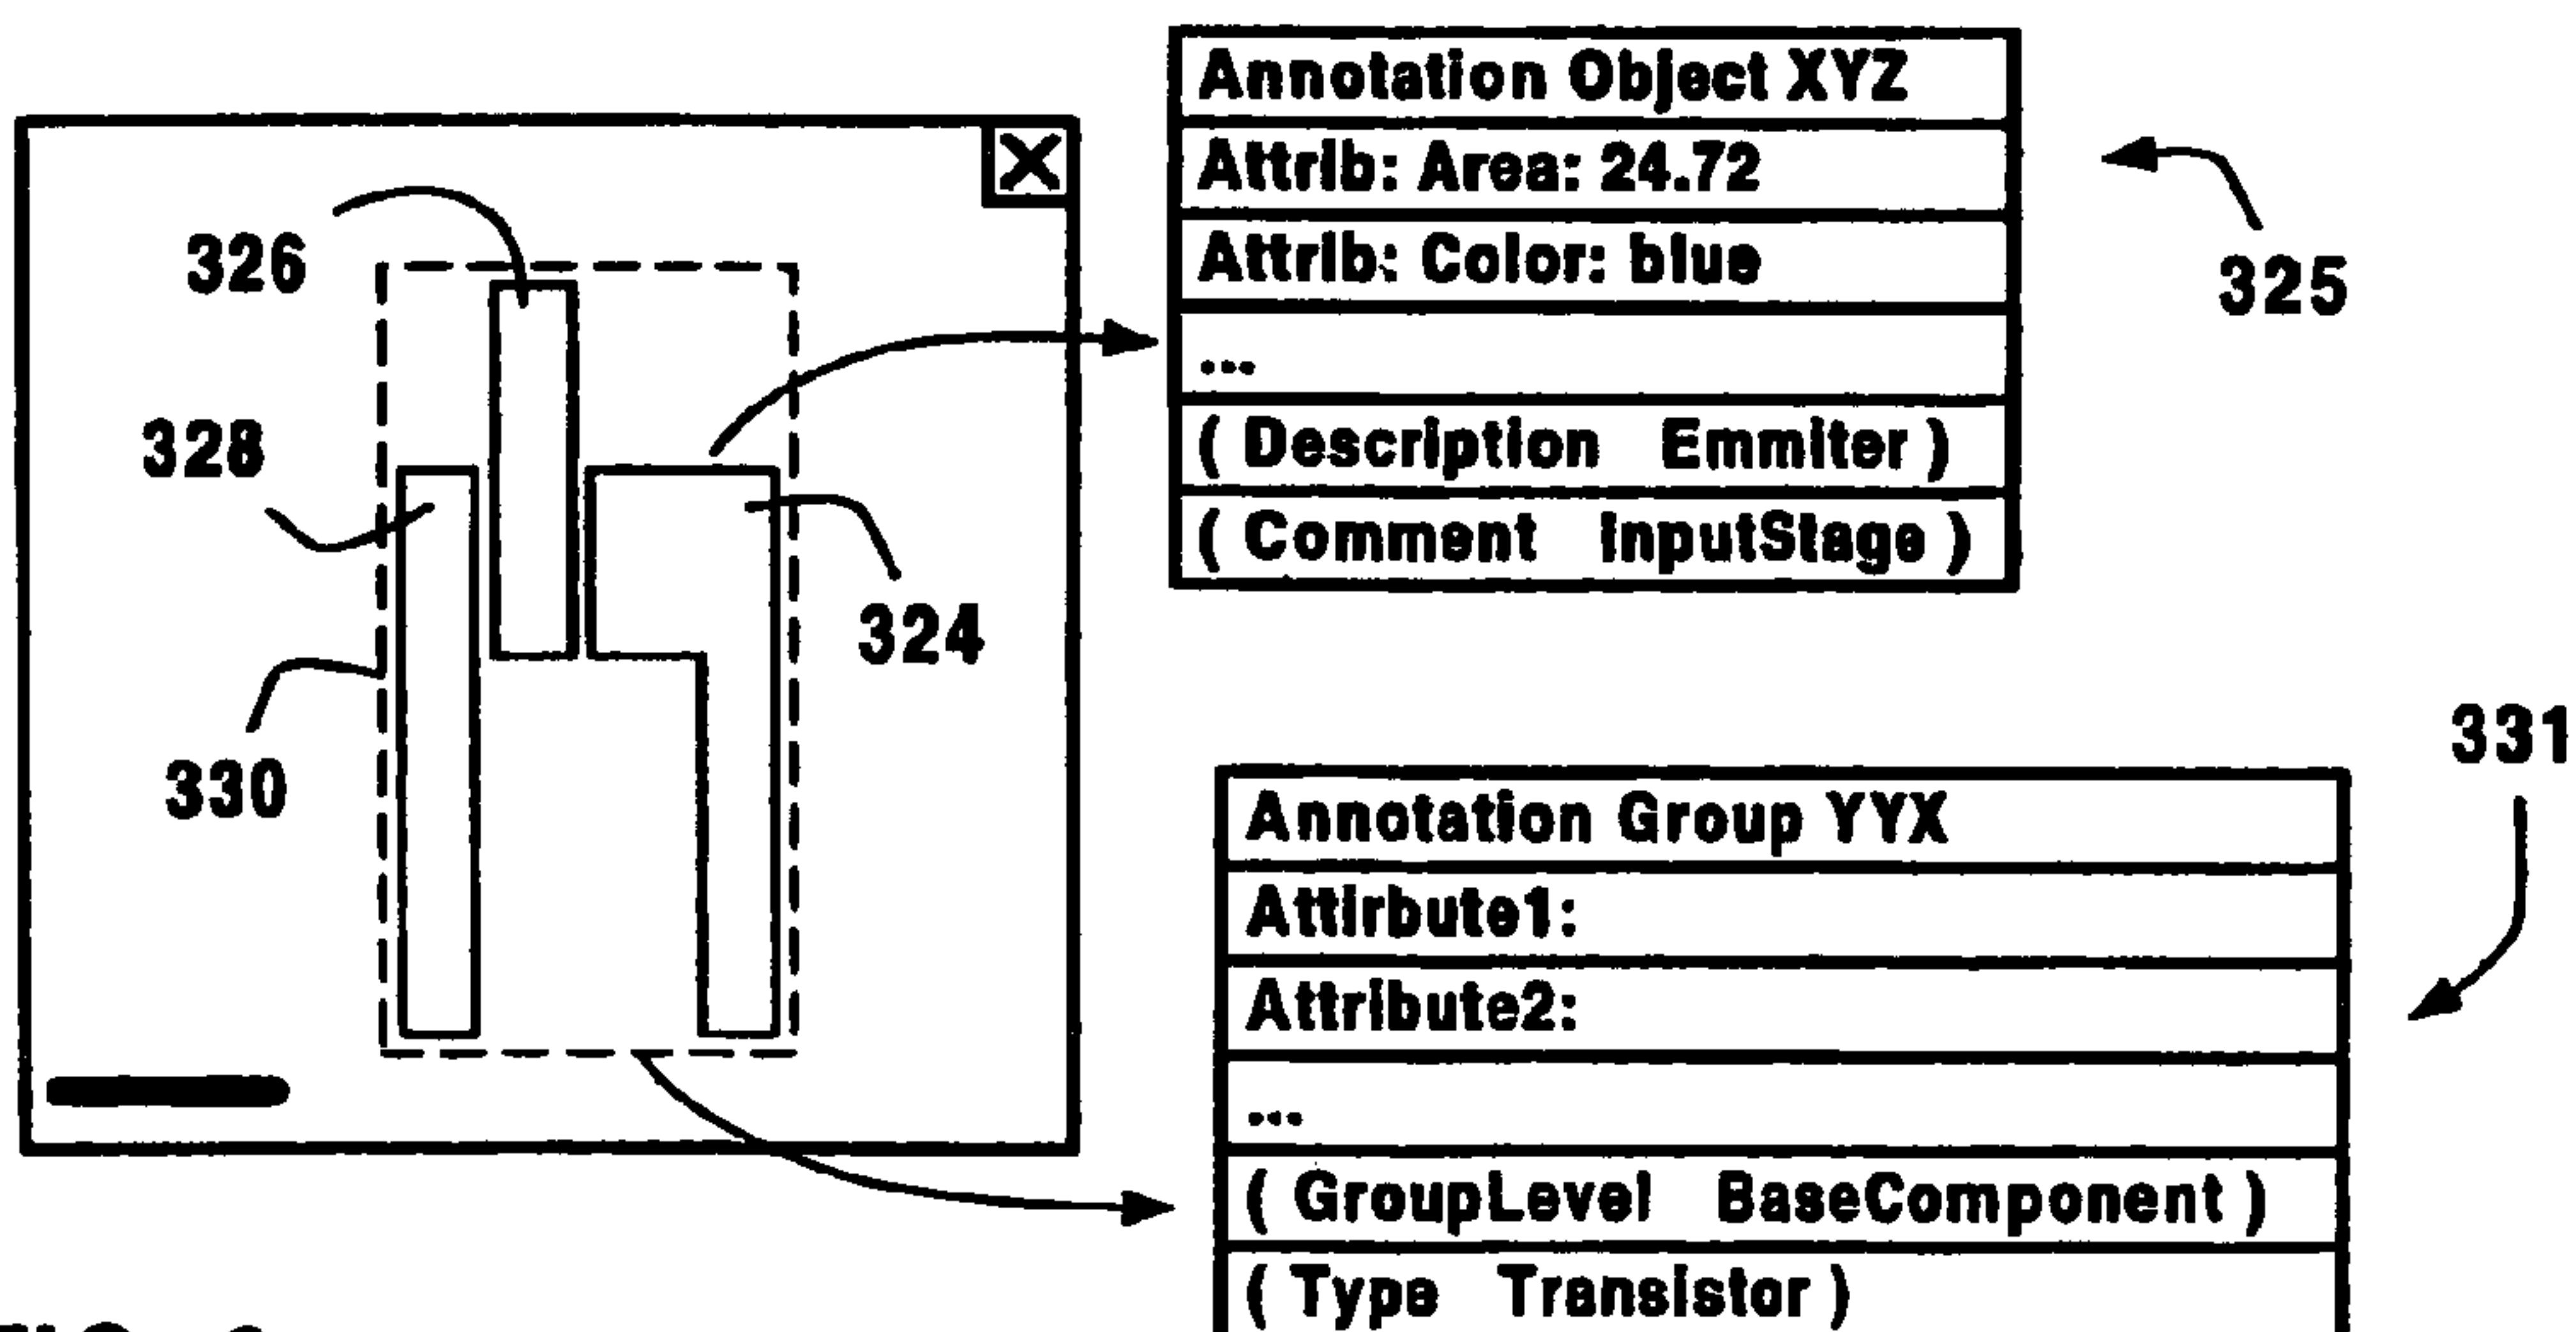 326
328
330
324
Annotation Object XYZ
Attrib: Area: 24.72
Attrib: Color: blue
...
( Description Emmiter )
( Comment InputStage )
325
331
Annotation Group YYX
Attirbute1:
Attribute2:
...
( GroupLevel BaseComponent )
( Type Transistor )